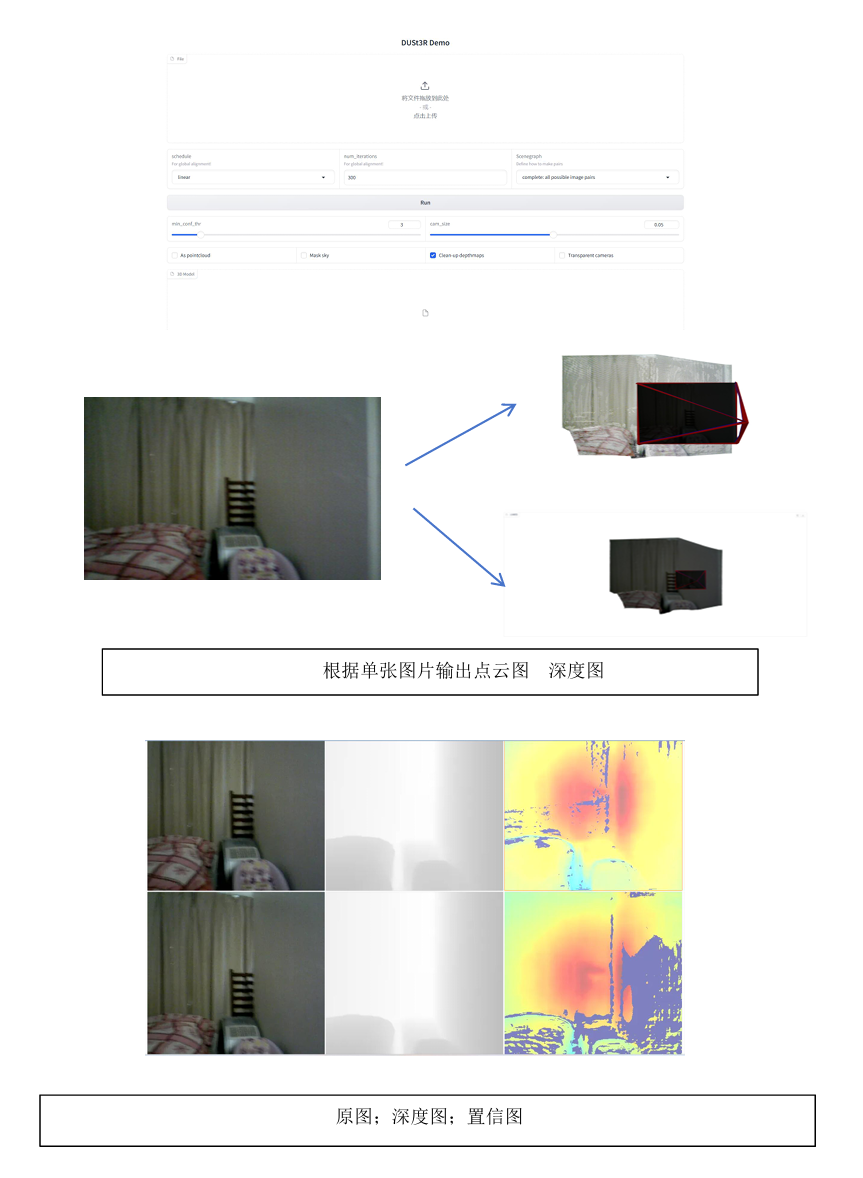 DUSt3R Demo
File
将文件拖放到此处
- 或 -
点击上传
schedule
For global alignment!
linear
num_iterations
For global alignment!
300
Scenegraph
Define how to make pairs
complete: all possible image pairs
Run
min_conf_thr
3
cam_size
0.05
As pointcloud
Mask sky
Clean-up depthmaps
Transparent cameras
3D Model
根据单张图片输出点云图 深度图
原图；深度图；置信图